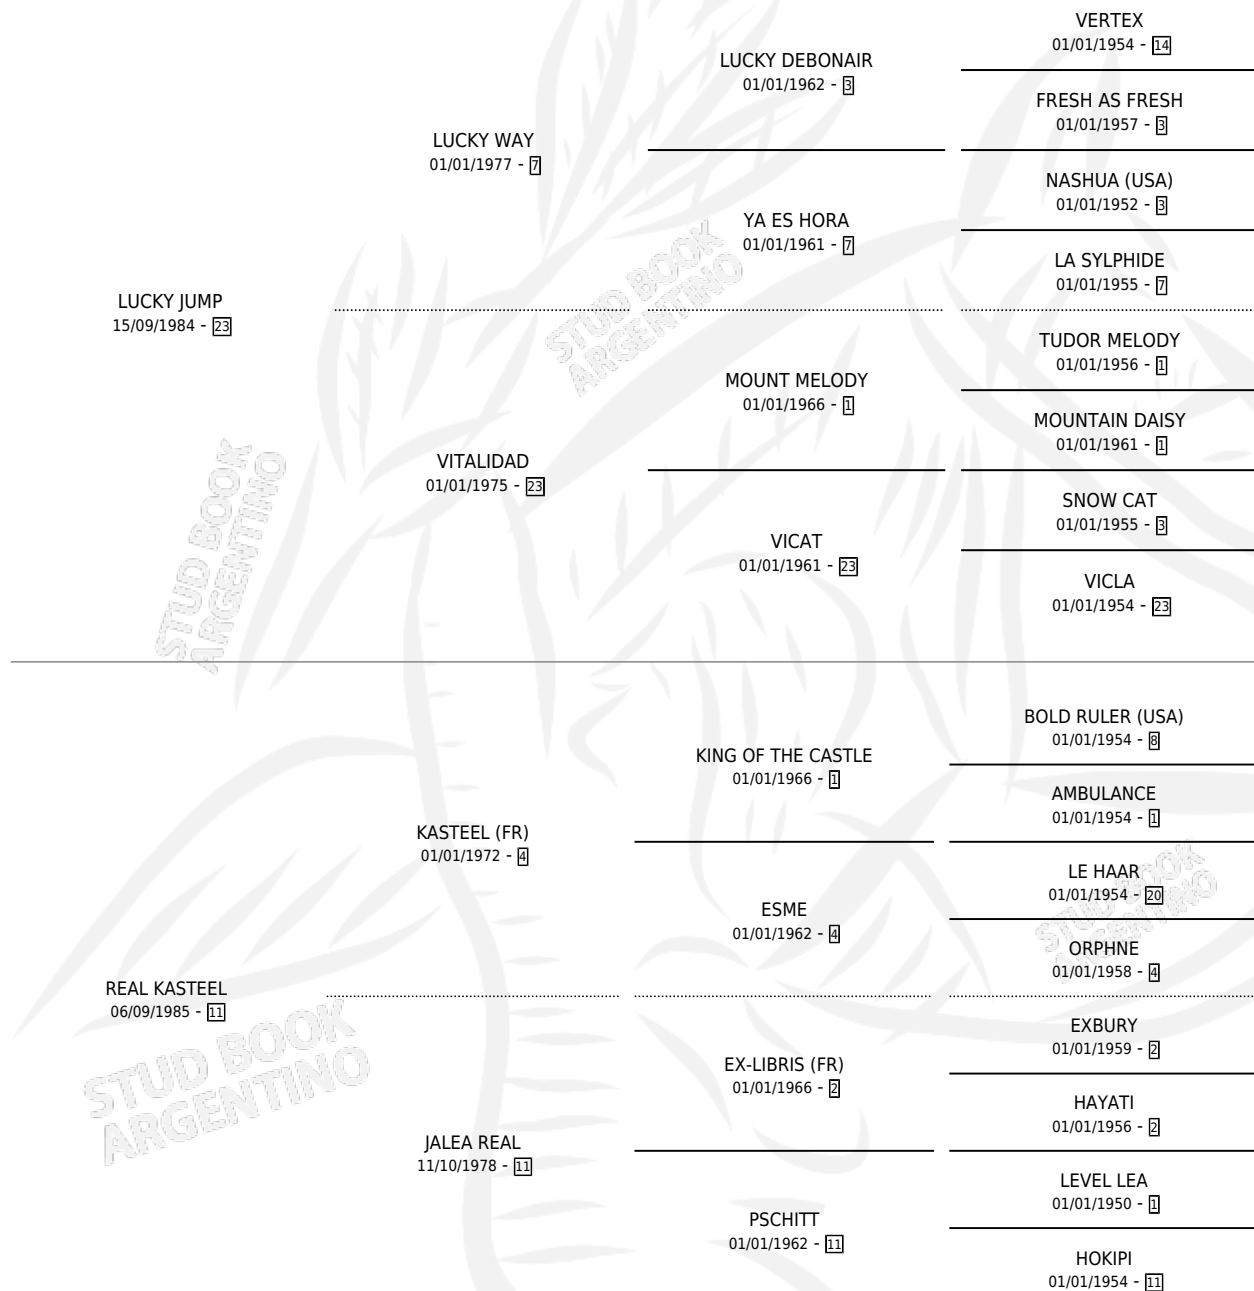 VERTEX
01/01/1954 - 14
LUCKY DEBONAIR
01/01/1962 - 3
FRESH AS FRESH
01/01/1957 - 3
LUCKY WAY
01/01/1977 - 7
NASHUA (USA)
01/01/1952 - 3
YA ES HORA
01/01/1961 - 7
LA SYLPHIDE
01/01/1955 - 7
LUCKY JUMP
15/09/1984 - 23
STUD BOOK
ARGENTINO
TUDOR MELODY
01/01/1956 - 1
MOUNT MELODY
01/01/1966 - 1
MOUNTAIN DAISY
01/01/1961 - 1
VITALIDAD
01/01/1975 - 23
SNOW CAT
01/01/1955 - 3
VICAT
01/01/1961 - 23
VICLA
01/01/1954 - 23
STUD BOOK
ARGENTINO
BOLD RULER (USA)
01/01/1954 - 8
KING OF THE CASTLE
01/01/1966 - 1
AMBULANCE
01/01/1954 - 1
KASTEEL (FR)
01/01/1972 - 4
LE HAAR
01/01/1954 - 20
ESME
01/01/1962 - 4
STUD BOOK
ARGENTINO
ORPHNE
01/01/1958 - 4
REAL KASTEEL
06/09/1985 - 11
STUD BOOK
ARGENTINO
EXBURY
01/01/1959 - 2
EX-LIBRIS (FR)
01/01/1966 - 2
HAYATI
01/01/1956 - 2
JALEA REAL
11/10/1978 - 11
LEVEL LEA
01/01/1950 - 1
PSCHITT
01/01/1962 - 11
HOKIPI
01/01/1954 - 11